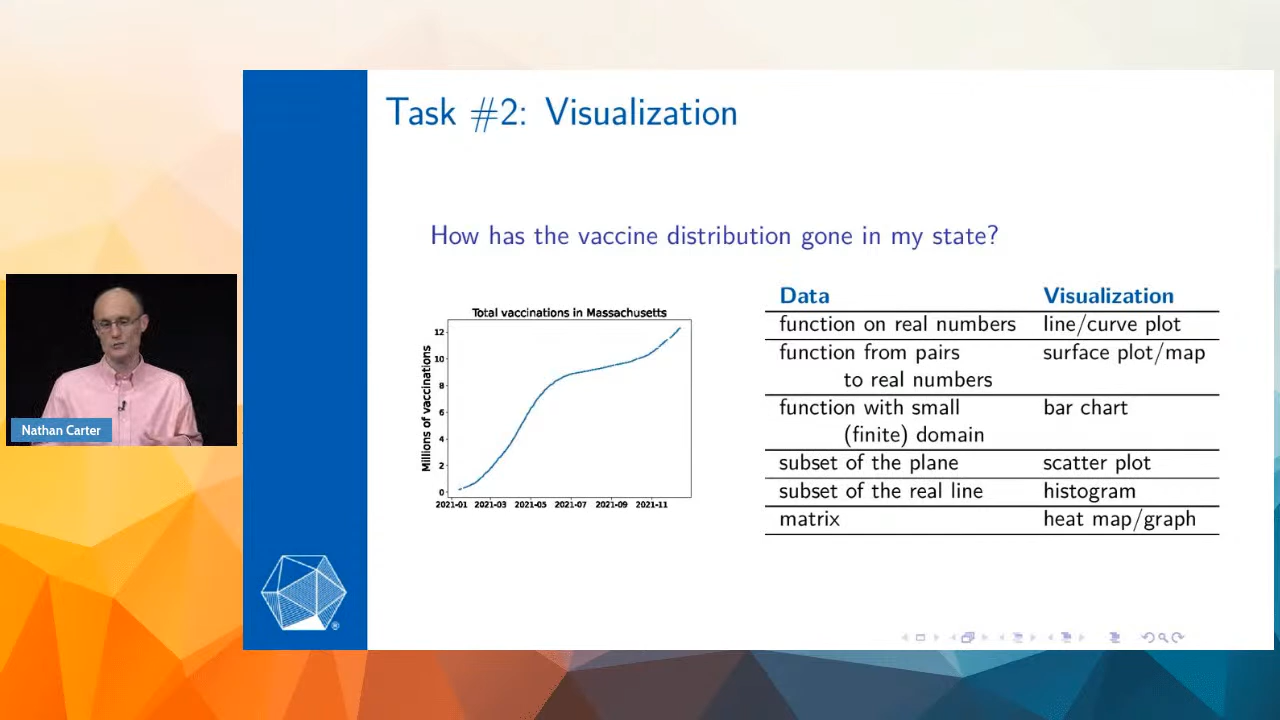 Task #2: Visualization
How has the vaccine distribution gone in my state?
Total vaccinations in Massachusetts
Millions of vaccinations
12
10
8
6
4
2
0
2021-01 2021-03 2021-05 2021-07 2021-09 2021-11
Data Visualization
function on real numbers line/curve plot
function from pairs surface plot/map
to real numbers
function with small bar chart
(finite) domain
subset of the plane scatter plot
subset of the real line histogram
matrix heat map/graph
Nathan Carter
®